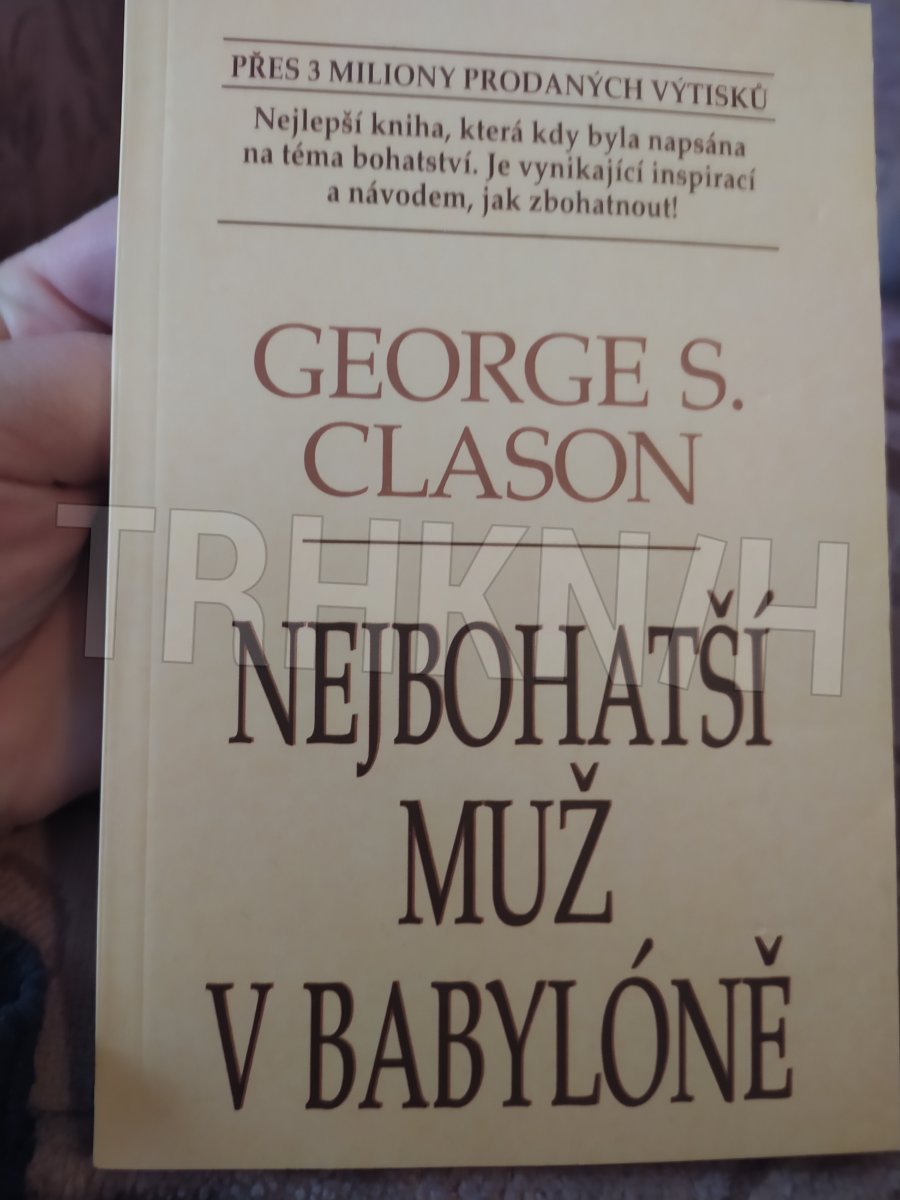 PŘES 3 MILIONY PRODANÝCH VÝTISKŮ
Nejlepší kniha, která kdy byla napsána
na téma bohatství. Je vynikající inspirací
a návodem, jak zbohatnout!
GEORGE S.
CLASON
TRHKN/H
NEJBOHATŠÍ
MUŽ
V BABYLÓNĚ